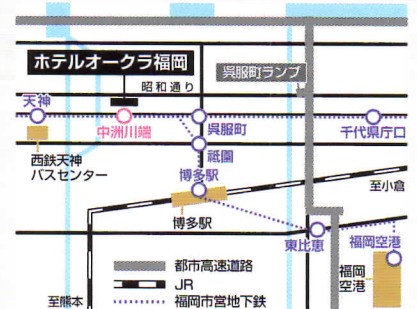 ホテルオークラ福岡
呉服町ランプ
昭和通り
天神
中洲川端
呉服町
千代県庁口
祇園
西鉄天神
バスセンター
博多駅
至小倉
博多駅
東比恵
福岡空港
都市高速道路
福岡
空港
JR
至熊本
福岡市営地下鉄